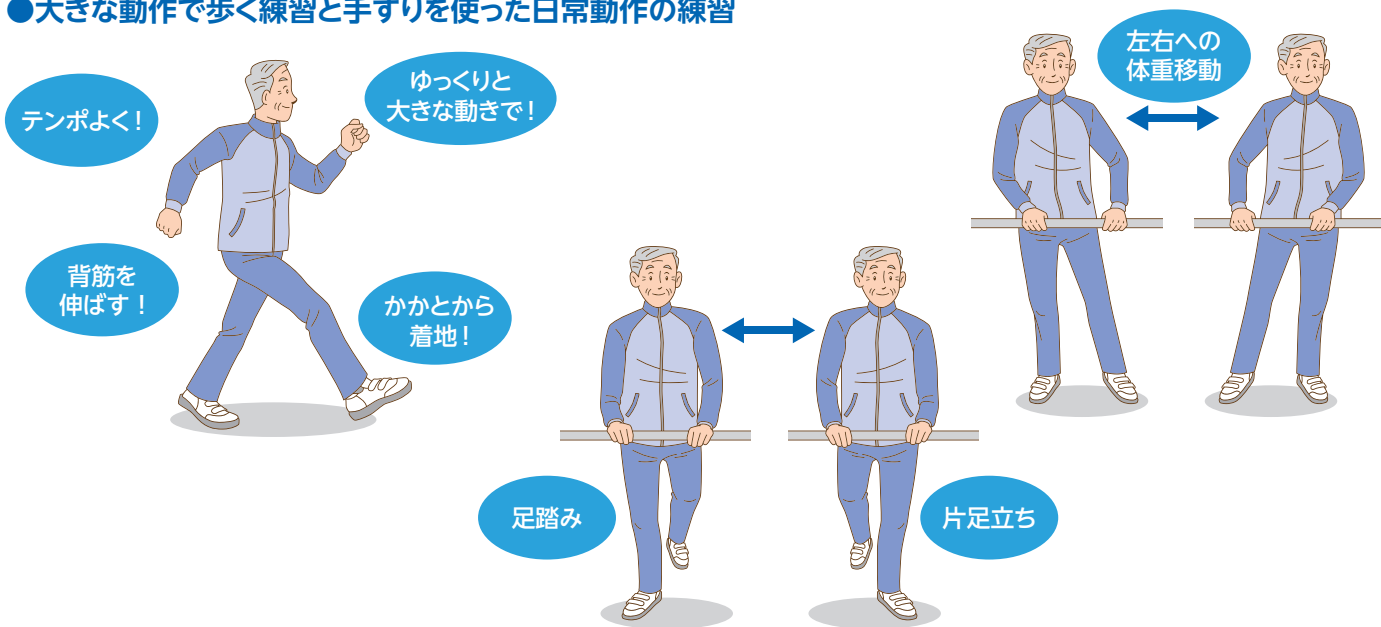 ●大きな動作で歩く練習と手すりを使った日常動作の練習
テンポよく！
ゆっくりと
大きな動きで！
背筋を
伸ばす！
かかとから
着地！
足踏み
片足立ち
左右への
体重移動